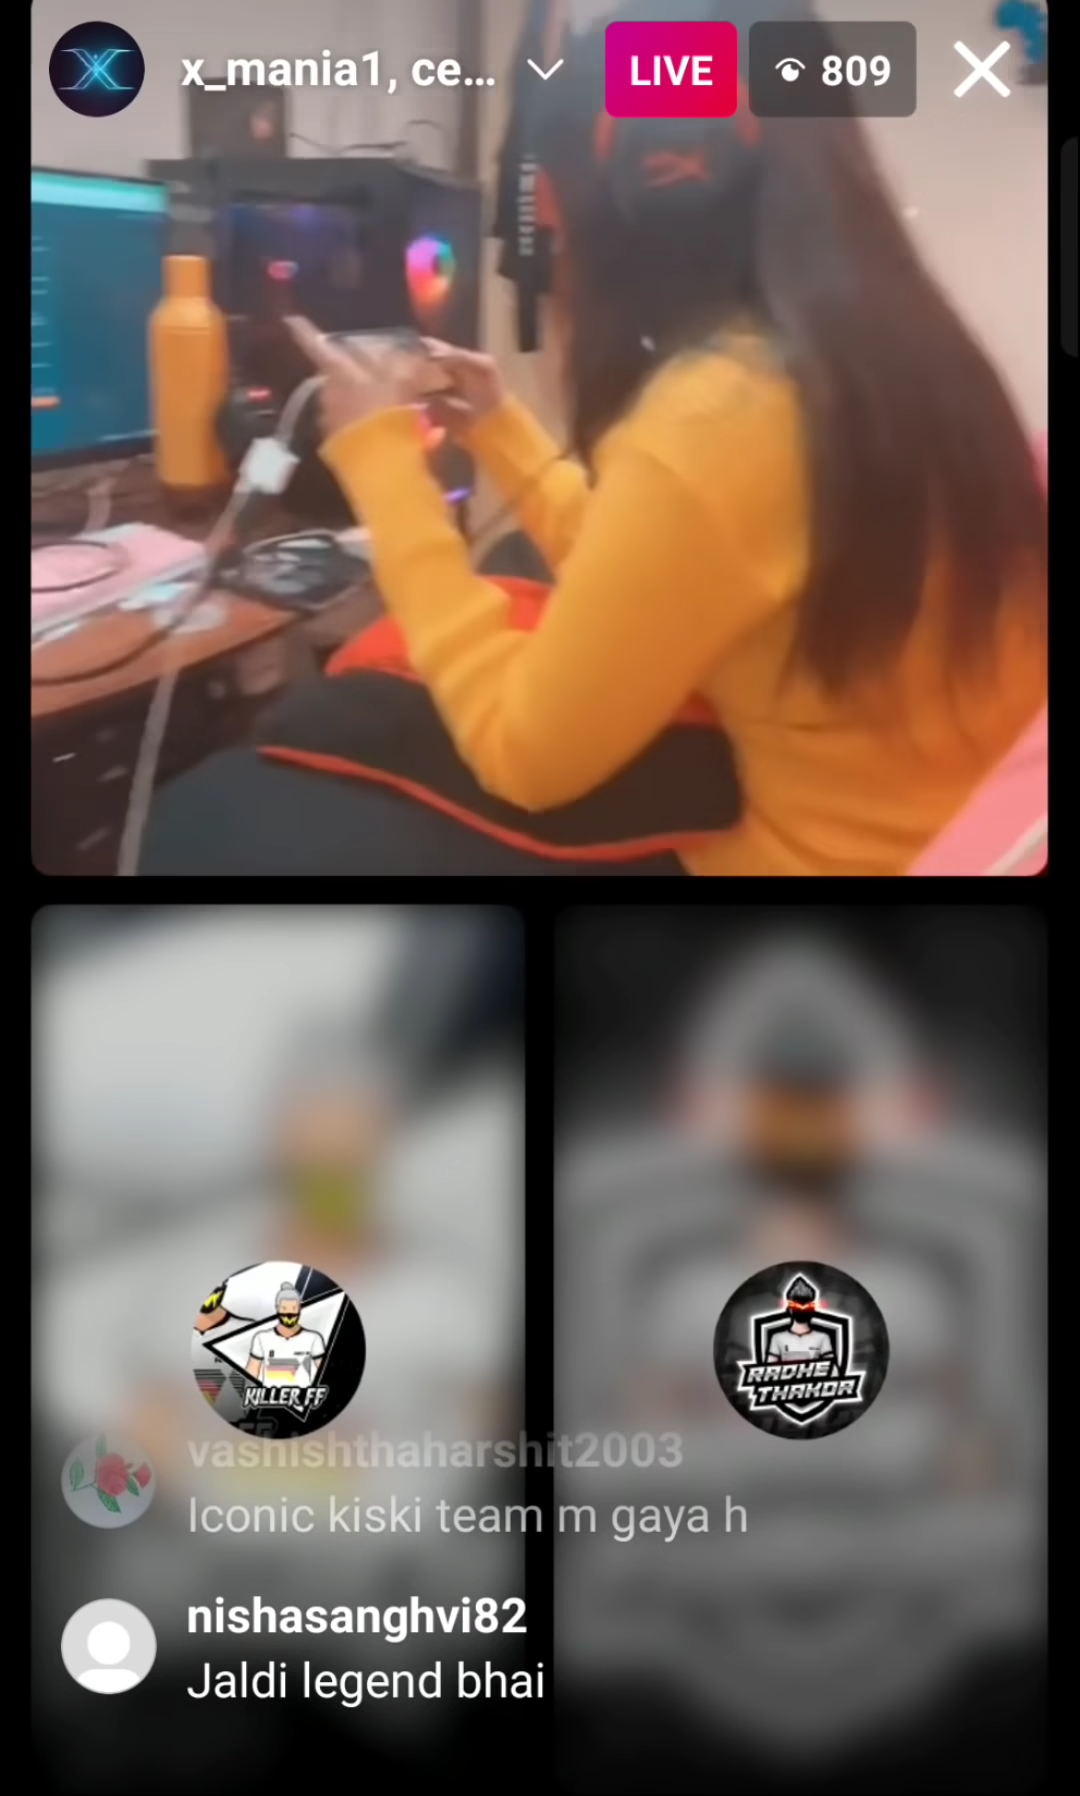 x_mania1, ce...
LIVE
809
KILLER FF
RADHE
THAKOR
vashishthaharshit2003
Iconic kiski team m gaya h
nishasanghvi82
Jaldi legend bhai